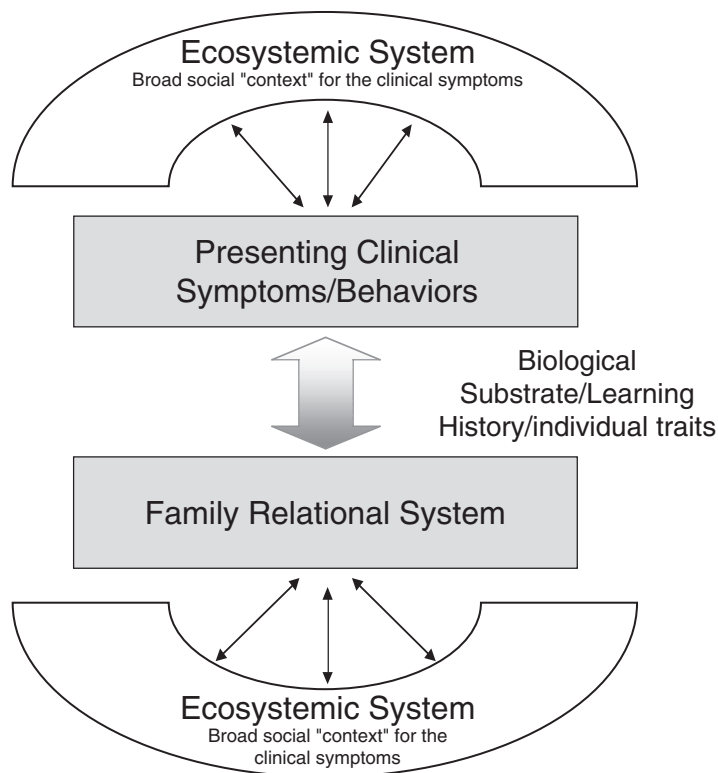 Ecosystemic System
Broad social "context" for the clinical symptoms
Presenting Clinical
Symptoms/Behaviors
Biological
Substrate/Learning
History/individual traits
Family Relational System
Ecosystemic System
Broad social "context" for the
clinical symptoms